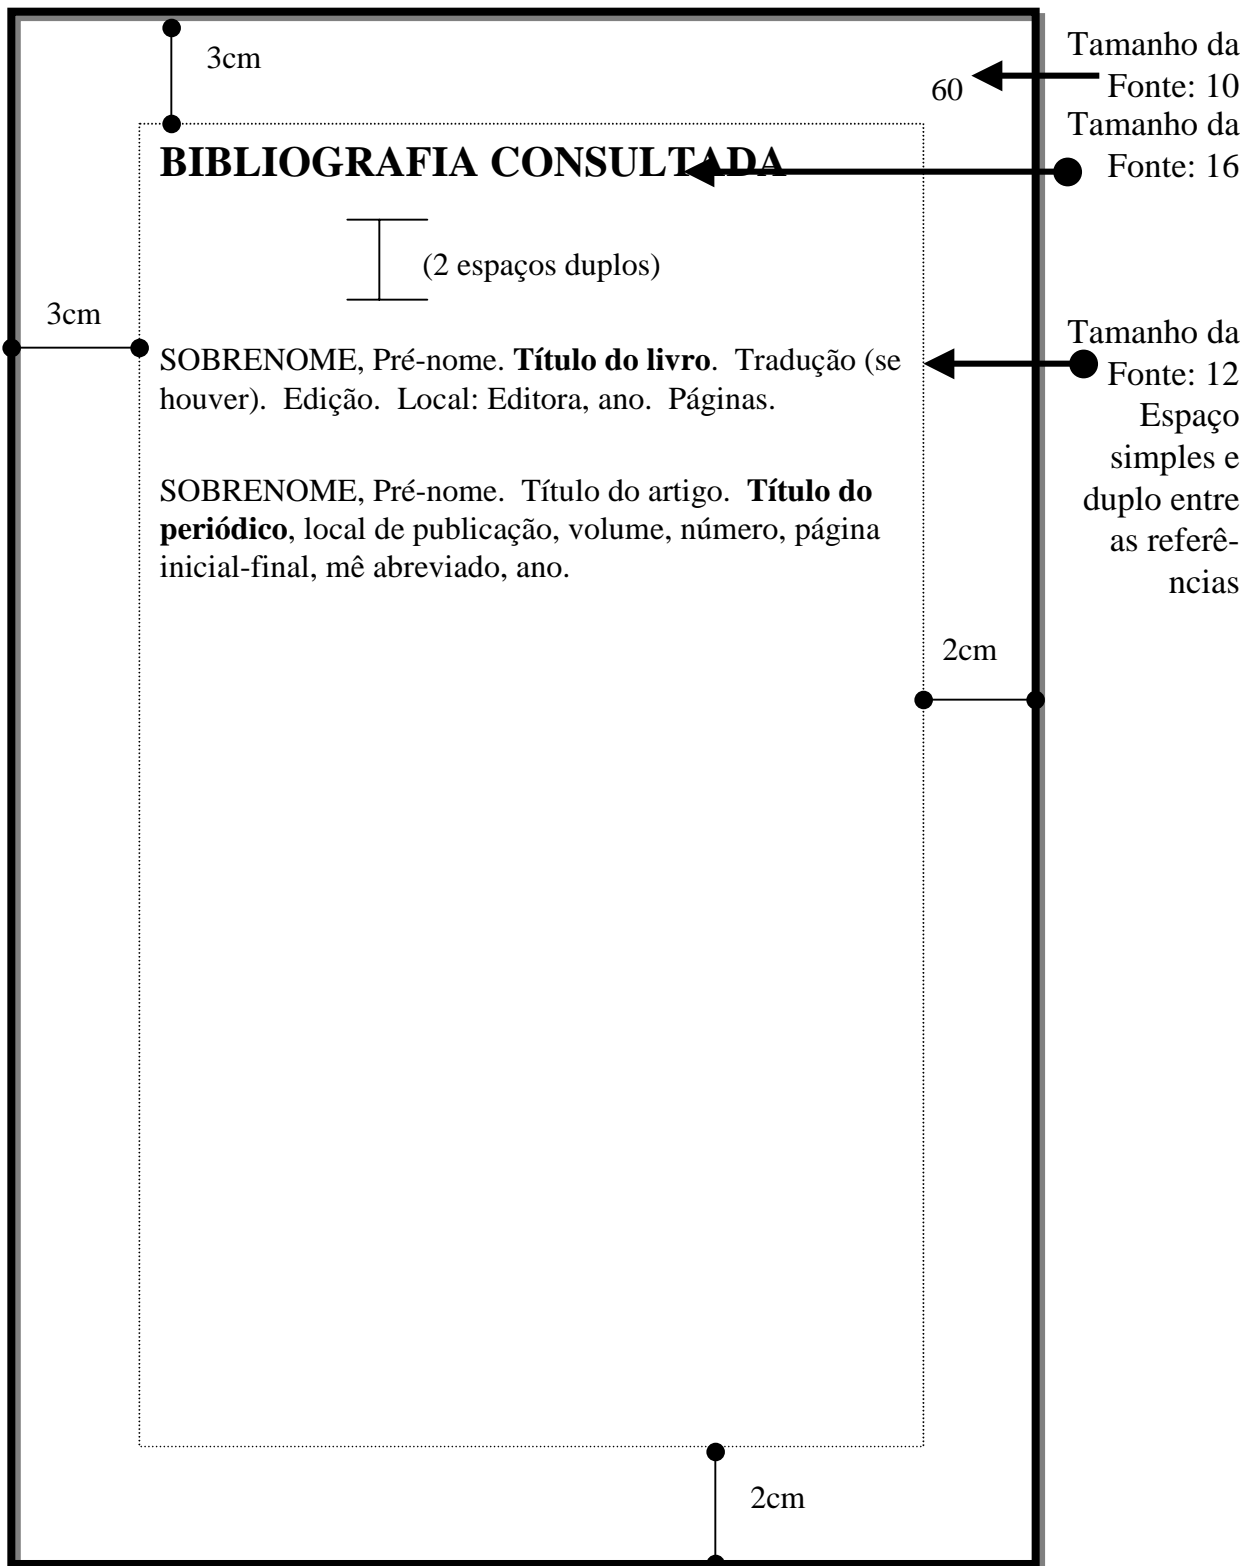 3cm
60
Tamanho da
Fonte: 10
Tamanho da
Fonte: 16
BIBLIOGRAFIA CONSULTADA
(2 espaços duplos)
3cm
SOBRENOME, Pré-nome. Título do livro. Tradução (se
houver). Edição. Local: Editora, ano. Páginas.
Tamanho da
Fonte: 12
Espaço
simples e
duplo entre
as referê-
ncias
SOBRENOME, Pré-nome. Título do artigo. Título do
periódico, local de publicação, volume, número, página
inicial-final, mê abreviado, ano.
2cm
2cm